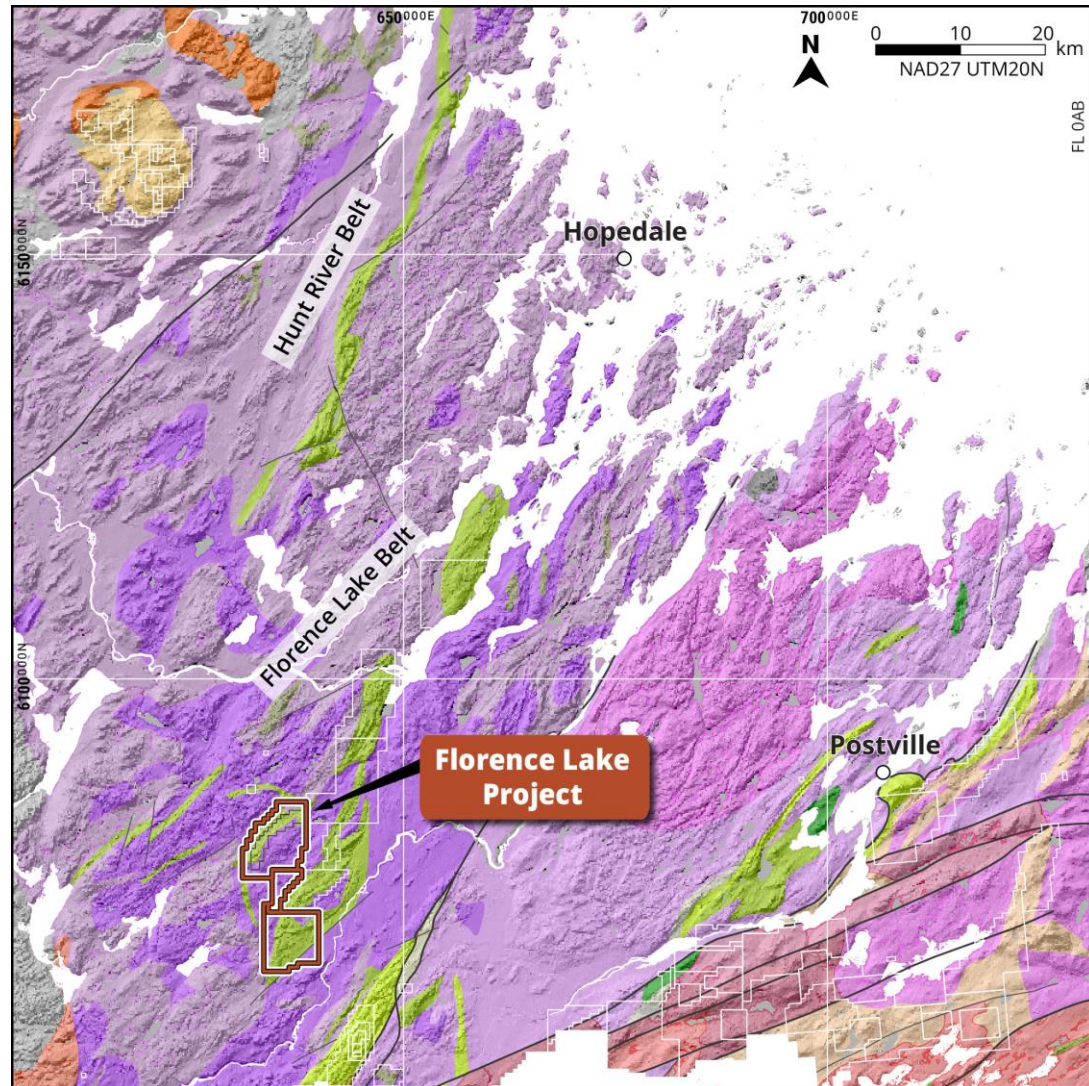 650000E
700000E
N
0 10 20 km
NAD27 UTM20N
FL 0AB
6150000N
Hopedale
Hunt River Belt
Florence Lake Belt
6100000N
Postville
Florence Lake
Project